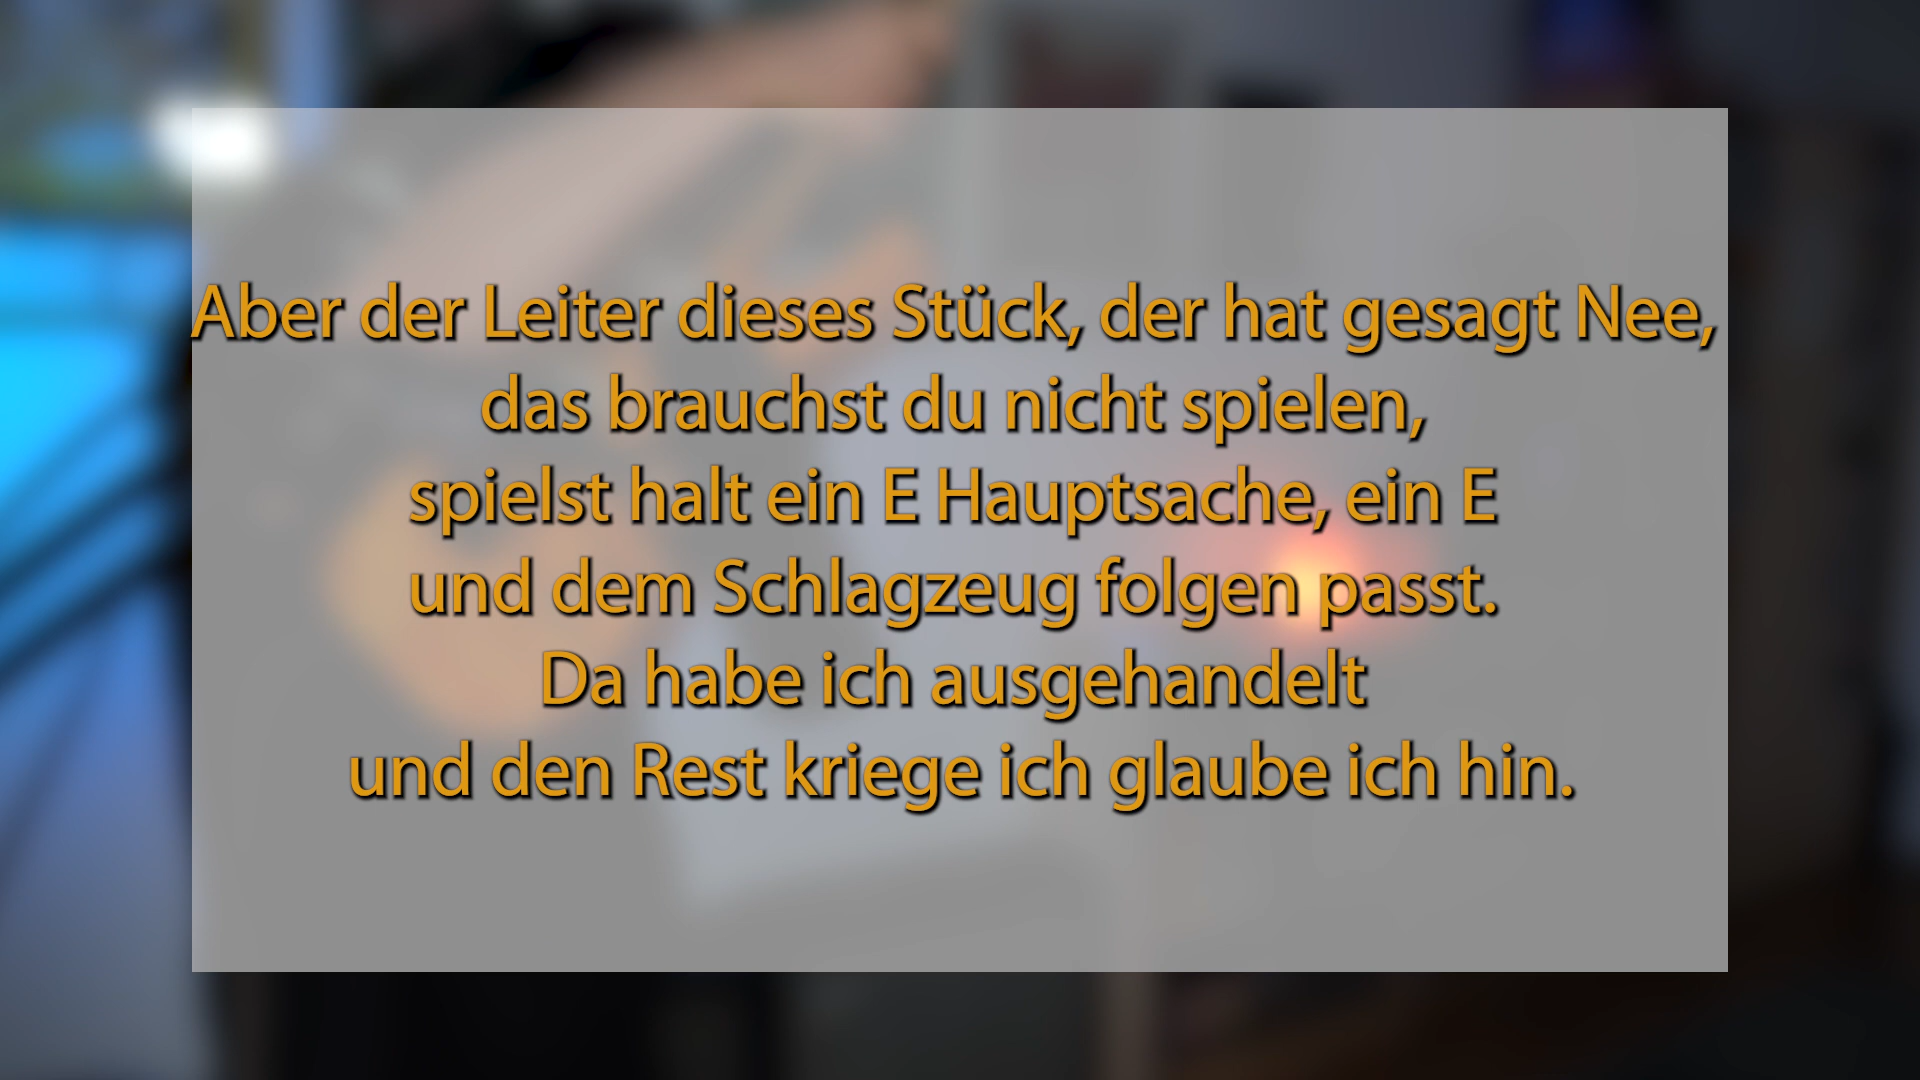 Aber der Leiter dieses Stück, der hat gesagt Nee,
das brauchst du nicht spielen,
spielst halt ein E Hauptsache, ein E
und dem Schlagzeug folgen passt.
Da habe ich ausgehandelt
und den Rest kriege ich glaube ich hin.